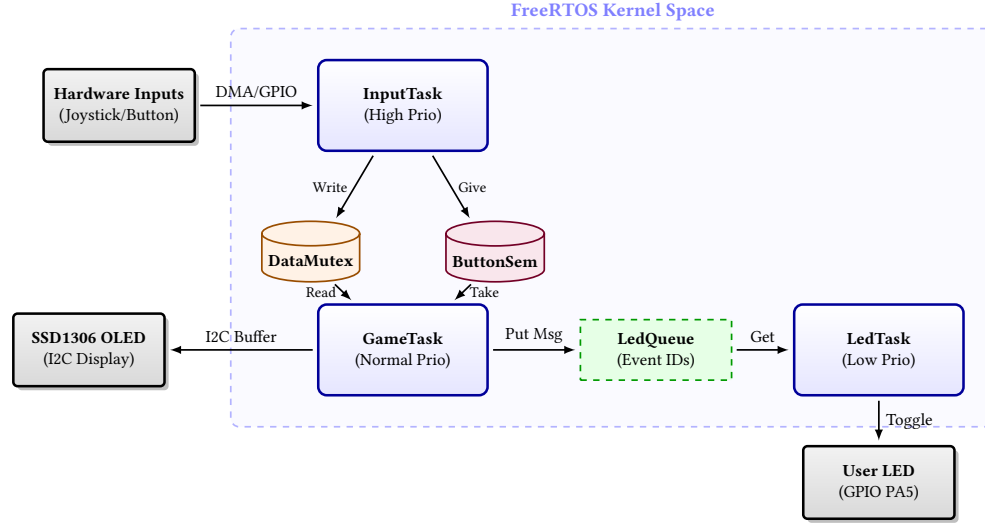 FreeRTOS Kernel Space
Hardware Inputs
(Joystick/Button)
DMA/GPIO
InputTask
(High Prio)
Write
Give
DataMutex
ButtonSem
Read
Take
SSD1306 OLED
(I2C Display)
I2C Buffer
GameTask
(Normal Prio)
Put Msg
LedQueue
(Event IDs)
Get
LedTask
(Low Prio)
Toggle
User LED
(GPIO PA5)